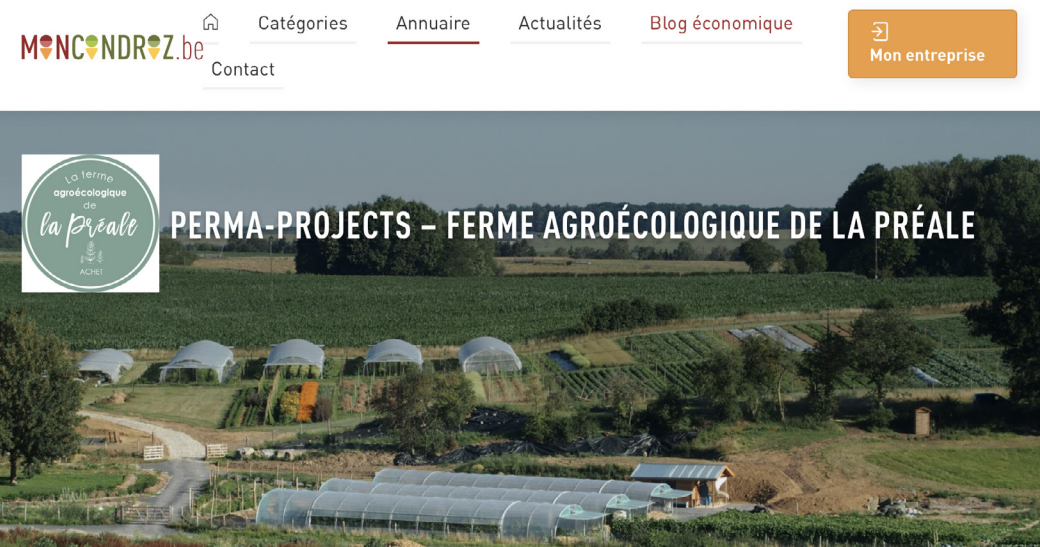 MONCONDROZ.be
Catégories
Annuaire
Actualités
Blog économique
Contact
Mon entreprise
La ferme
agroécologique
de
la Préale
ACHET
PERMA-PROJECTS – FERME AGROÉCOLOGIQUE DE LA PRÉALE